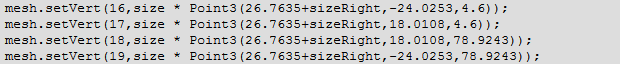 mesh.setVert(16,size * Point3(26.7635+sizeRight,-24.0253,4.6));
mesh.setVert(17,size * Point3(26.7635+sizeRight,18.0108,4.6));
mesh.setVert(18,size * Point3(26.7635+sizeRight,18.0108,78.9243));
mesh.setVert(19,size * Point3(26.7635+sizeRight,-24.0253,78.9243));